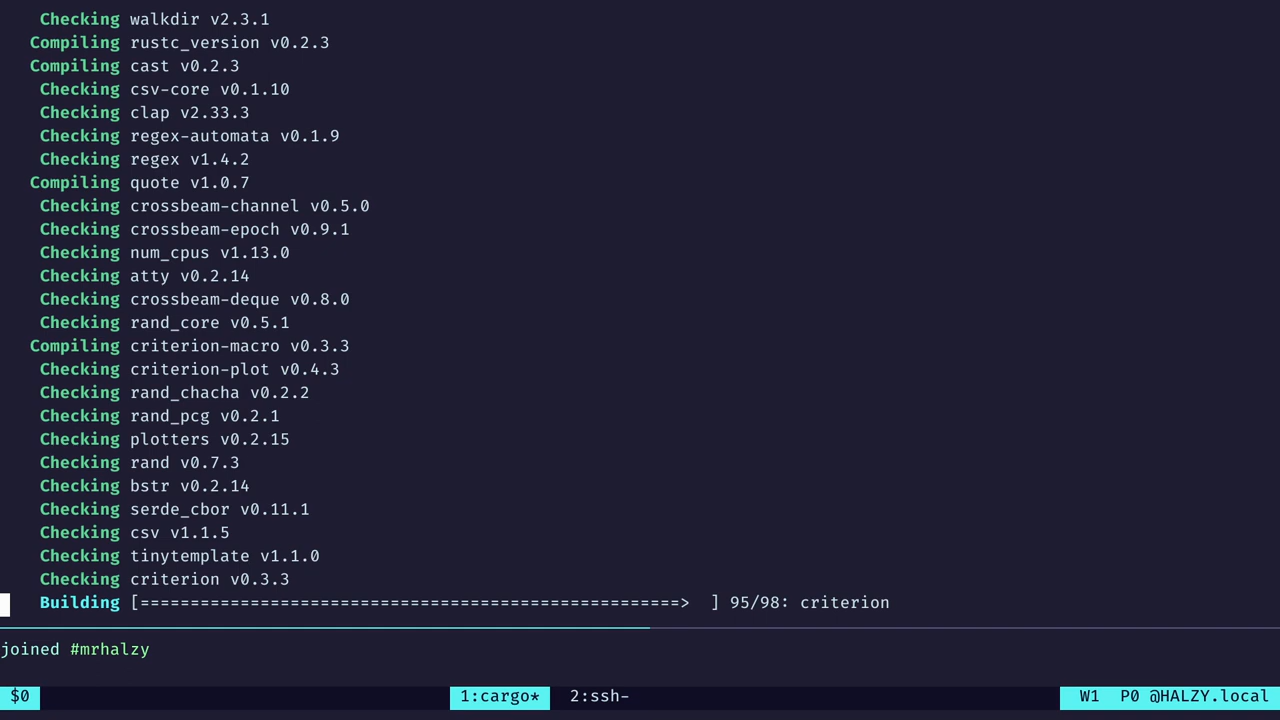 Checking walkdir v2.3.1
Compiling rustc_version v0.2.3
Compiling cast v0.2.3
Checking csv-core v0.1.10
Checking clap v2.33.3
Checking regex-automata v0.1.9
Checking regex v1.4.2
Compiling quote v1.0.7
Checking crossbeam-channel v0.5.0
Checking crossbeam-epoch v0.9.1
Checking num_cpus v1.13.0
Checking atty v0.2.14
Checking crossbeam-deque v0.8.0
Checking rand_core v0.5.1
Compiling criterion-macro v0.3.3
Checking criterion-plot v0.4.3
Checking rand_chacha v0.2.2
Checking rand_pcg v0.2.1
Checking plotters v0.2.15
Checking rand v0.7.3
Checking bstr v0.2.14
Checking serde_cbor v0.11.1
Checking csv v1.1.5
Checking tinytemplate v1.1.0
Checking criterion v0.3.3
Building [======================================================>  ] 95/98: criterion
joined #mrhalzy
$0 1:cargo* 2:ssh- W1 P0 @HALZY.local